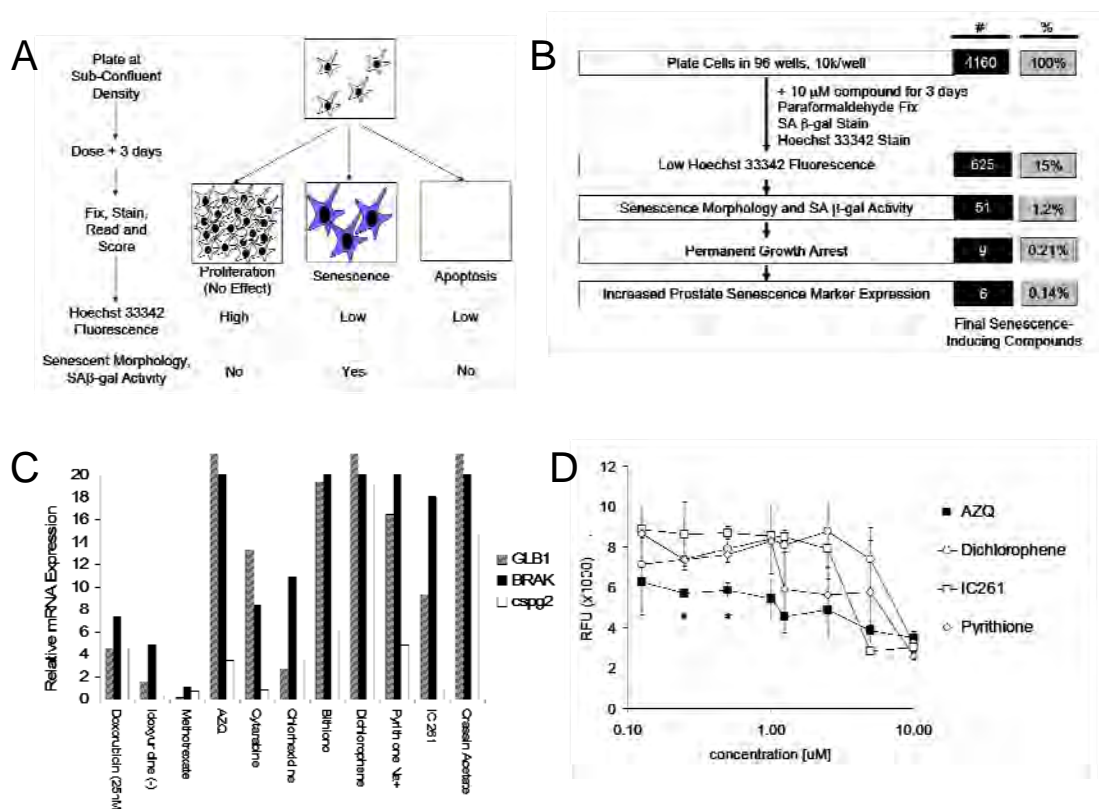 A
Plate at
Sub-Confluent
Density
Dose + 3 days
Fix, Stain,
Read and
Score
Hoechst 33342
Fluorescence
Senescent Morphology,
SAβ-gal Activity
Proliferation
(No Effect)
Senescence
Apoptosis
High
Low
Low
No
Yes
No
B
#
%
Plate Cells in 96 wells, 10k/well
4160
100%
+ 10 µM compound for 3 days
Paraformaldehyde Fix
SA β-gal Stain
Hoechst 33342 Stain
Low Hoechst 33342 Fluorescence
625
15%
Senescence Morphology and SA β-gal Activity
51
1.2%
Permanent Growth Arrest
9
0.21%
Increased Prostate Senescence Marker Expression
6
0.14%
Final Senescence-
Inducing Compounds
C
Relative mRNA Expression
20
18
16
14
12
10
8
6
4
2
0
GLB1
BRAK
cspg2
Doxorubicin (25nM
Idoxyuridine (-)
Methotrexate
AZQ
Cytarabine
Chlorhexidine
Bithione
Dichlorophene
Pyrithione Na+
IC261
Crassin Acetate
D
RFU (x1000)
12
10
8
6
4
2
0
*
*
0.10
1.00
10.00
concentration [uM]
AZQ
Dichlorophene
IC261
Pyrithione